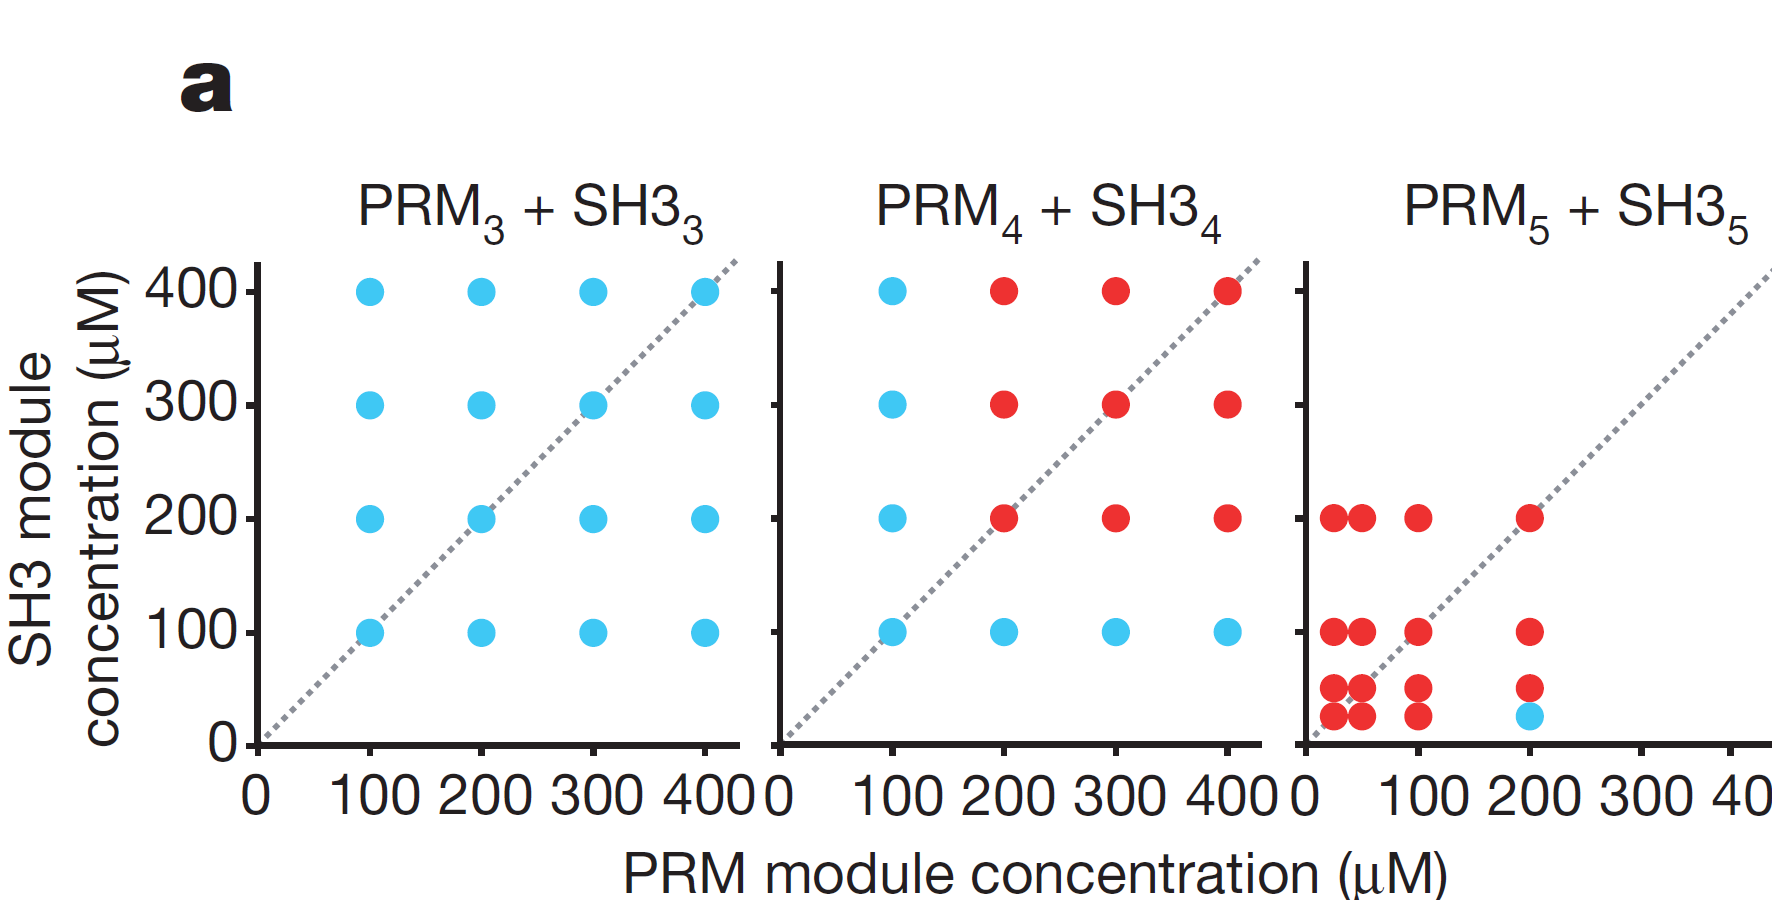 a
PRM3 + SH33
PRM4 + SH34
PRM5 + SH35
SH3 module
concentration (μM)
400
300
200
100
0
0 100 200 300 400
0 100 200 300 400
0 100 200 300 40
PRM module concentration (μM)